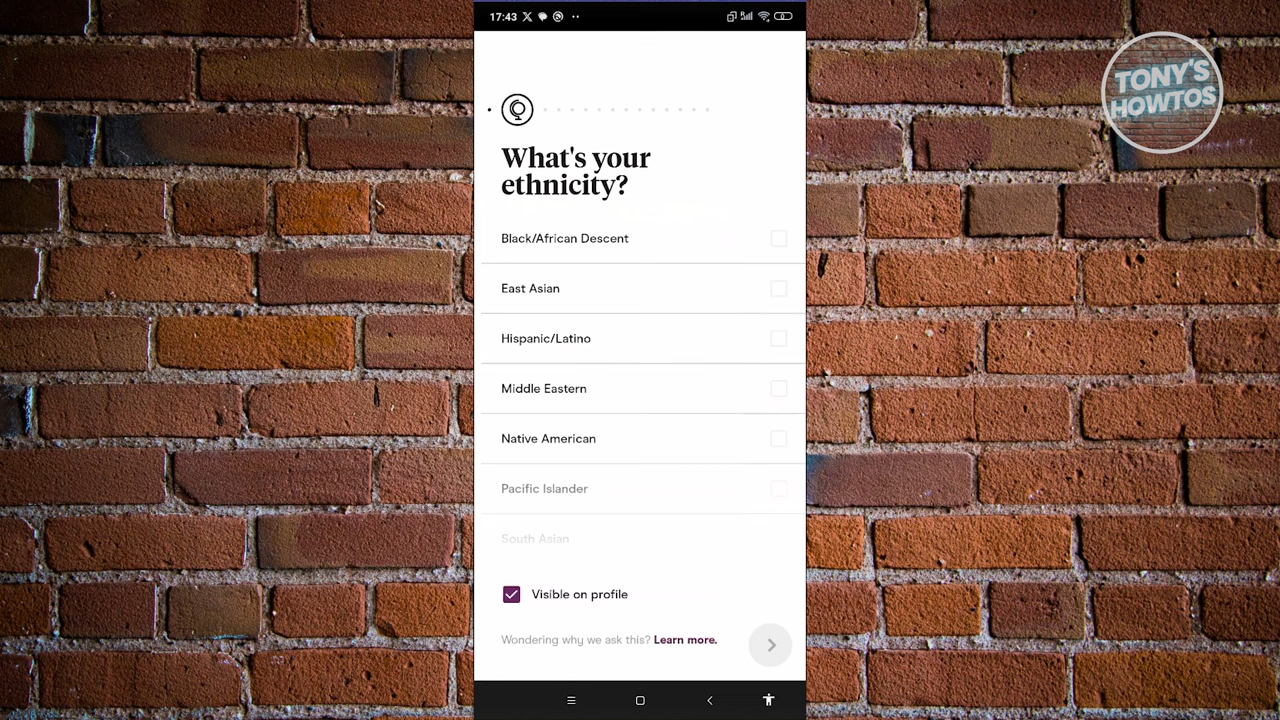 17:43
TONY'S
HOWTOS
What's your
ethnicity?
Black/African Descent
East Asian
Hispanic/Latino
Middle Eastern
Native American
Pacific Islander
South Asian
Visible on profile
Wondering why we ask this? Learn more.